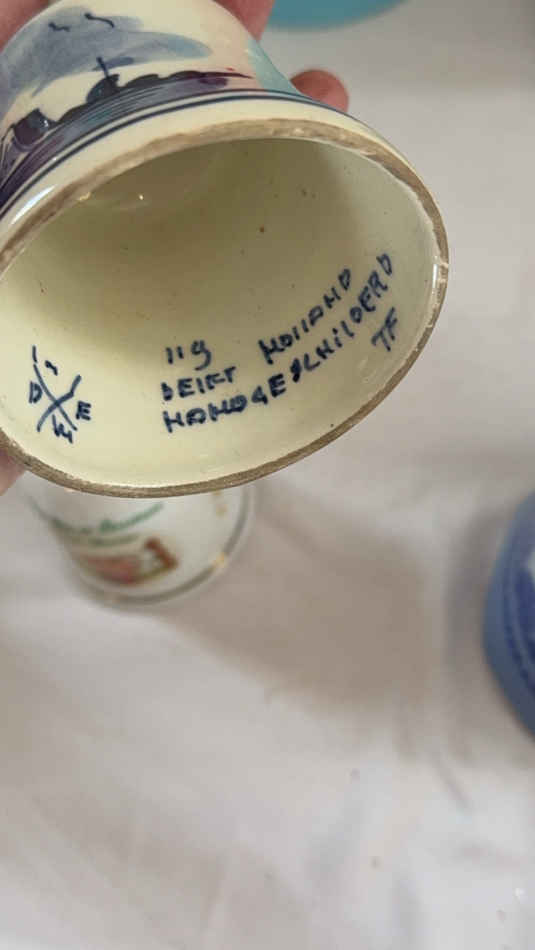 119
DELFT HOLLAND
HANDGESCHILDERD
TF
D E